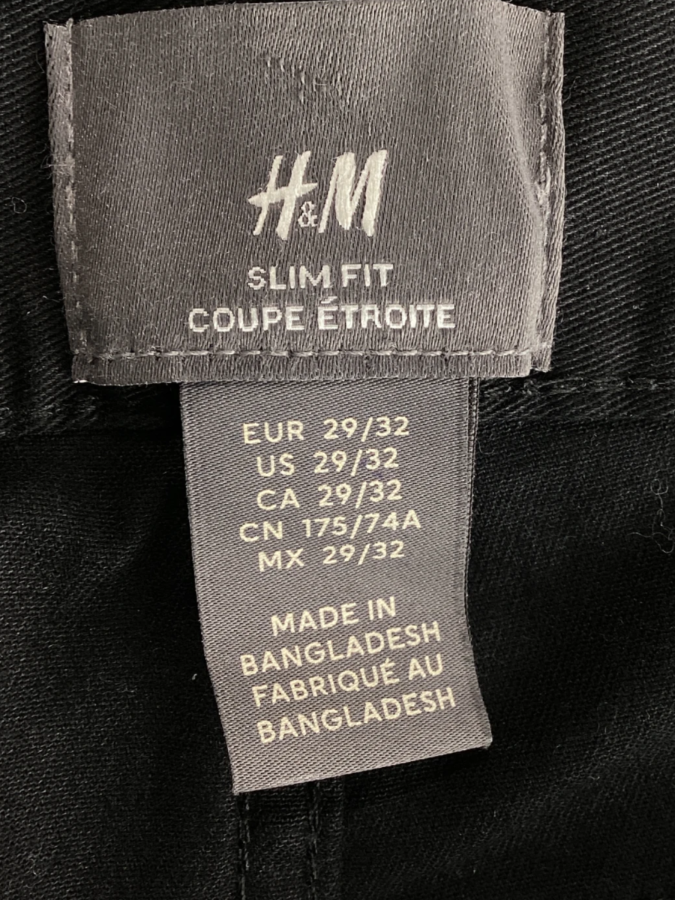 H&M
SLIM FIT
COUPE ÉTROITE
EUR 29/32
US 29/32
CA 29/32
CN 175/74A
MX 29/32
MADE IN
BANGLADESH
FABRIQUÉ AU
BANGLADESH